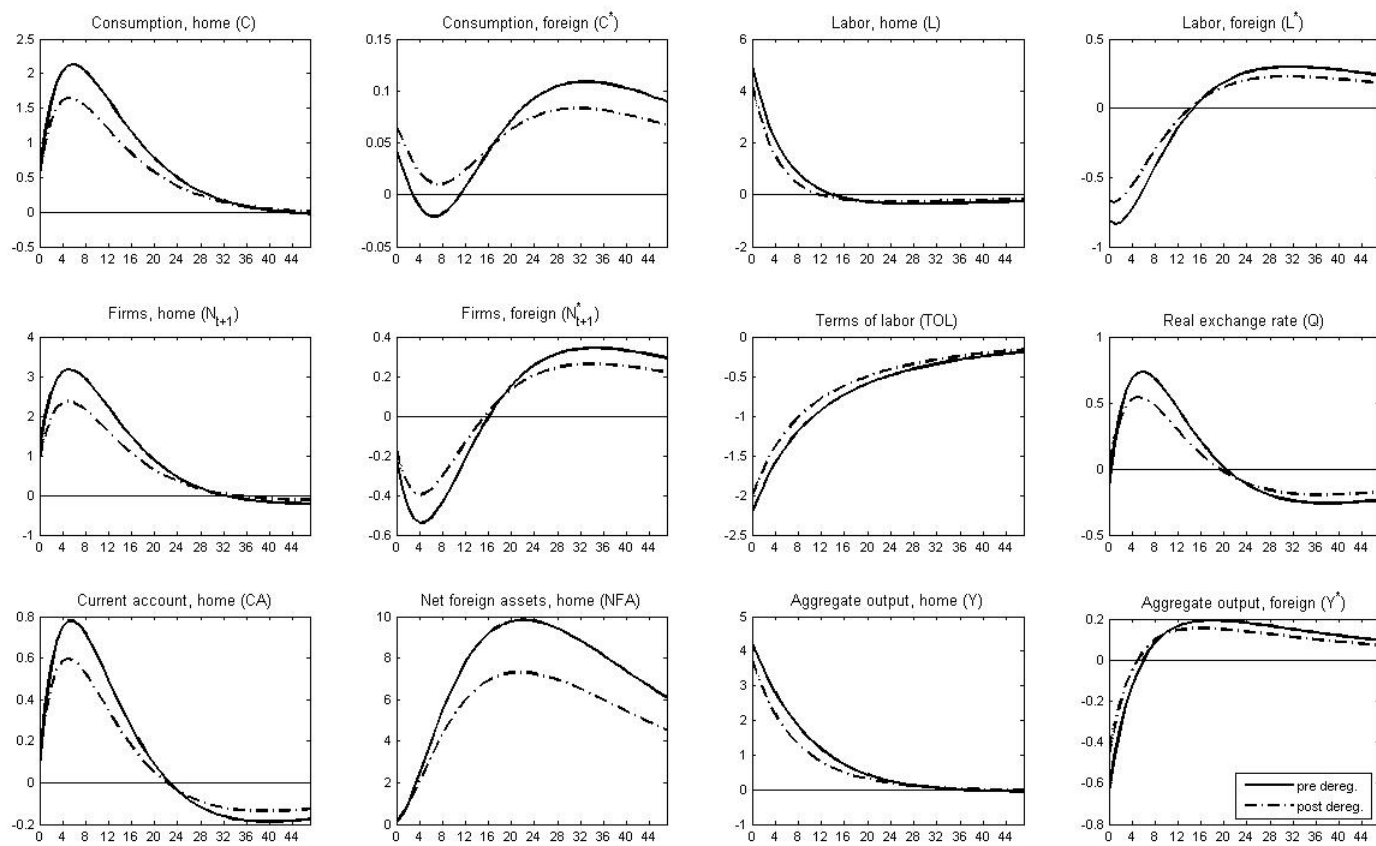 Consumption, home (C)
2.5
2
1.5
1
0.5
0
-0.5
0 4 8 12 16 20 24 28 32 36 40 44
Consumption, foreign (C*)
0.15
0.1
0.05
0
-0.05
0 4 8 12 16 20 24 28 32 36 40 44
Labor, home (L)
6
4
2
0
-2
0 4 8 12 16 20 24 28 32 36 40 44
Labor, foreign (L*)
0.5
0
-0.5
-1
0 4 8 12 16 20 24 28 32 36 40 44
Firms, home (Nt+1)
4
3
2
1
0
-1
0 4 8 12 16 20 24 28 32 36 40 44
Firms, foreign (N*t+1)
0.4
0.2
0
-0.2
-0.4
-0.6
0 4 8 12 16 20 24 28 32 36 40 44
Terms of labor (TOL)
0
-0.5
-1
-1.5
-2
-2.5
0 4 8 12 16 20 24 28 32 36 40 44
Real exchange rate (Q)
1
0.5
0
-0.5
0 4 8 12 16 20 24 28 32 36 40 44
Current account, home (CA)
0.8
0.6
0.4
0.2
0
-0.2
0 4 8 12 16 20 24 28 32 36 40 44
Net foreign assets, home (NFA)
10
8
6
4
2
0
0 4 8 12 16 20 24 28 32 36 40 44
Aggregate output, home (Y)
5
4
3
2
1
0
-1
0 4 8 12 16 20 24 28 32 36 40 44
Aggregate output, foreign (Y*)
0.2
0
-0.2
-0.4
-0.6
-0.8
0 4 8 12 16 20 24 28 32 36 40 44
pre dereg.
post dereg.